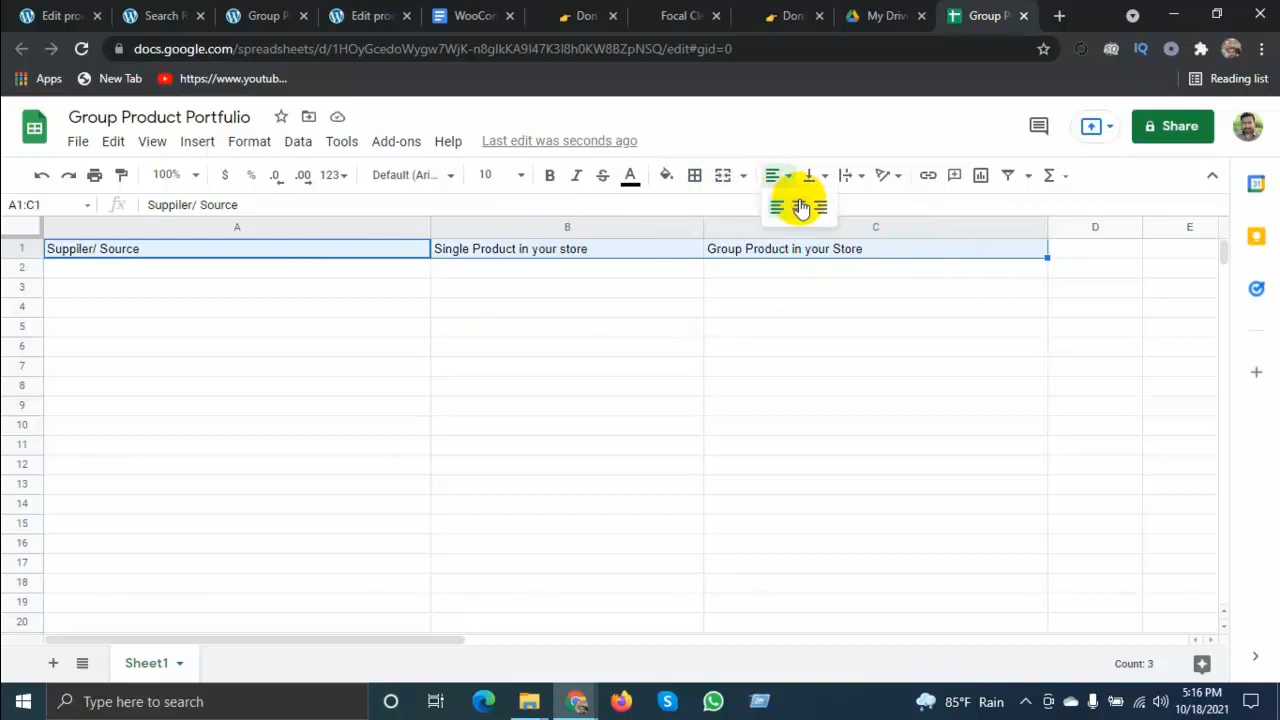 Edit pro
Search R
Group P
Edit pro
WooCon
Don
Focal Cl
Don
My Driv
Group P
docs.google.com/spreadsheets/d/1HOyGcedoWygw7WjK-n8glkKA9I47K3I8h0KW8BZpNSQ/edit#gid=0
Apps New Tab https://www.youtub... Reading list
Group Product Portfolio
File Edit View Insert Format Data Tools Add-ons Help Last edit was seconds ago
Share
100% $ % .0 .00 123 Default (Ari... 10 B I S A
A1:C1 fx Suppiler/ Source
A B C D E
1 Suppiler/ Source Single Product in your store Group Product in your Store
2
3
4
5
6
7
8
9
10
11
12
13
14
15
16
17
18
19
20
Sheet1 Count: 3
Type here to search 85°F Rain 5:16 PM
10/18/2021